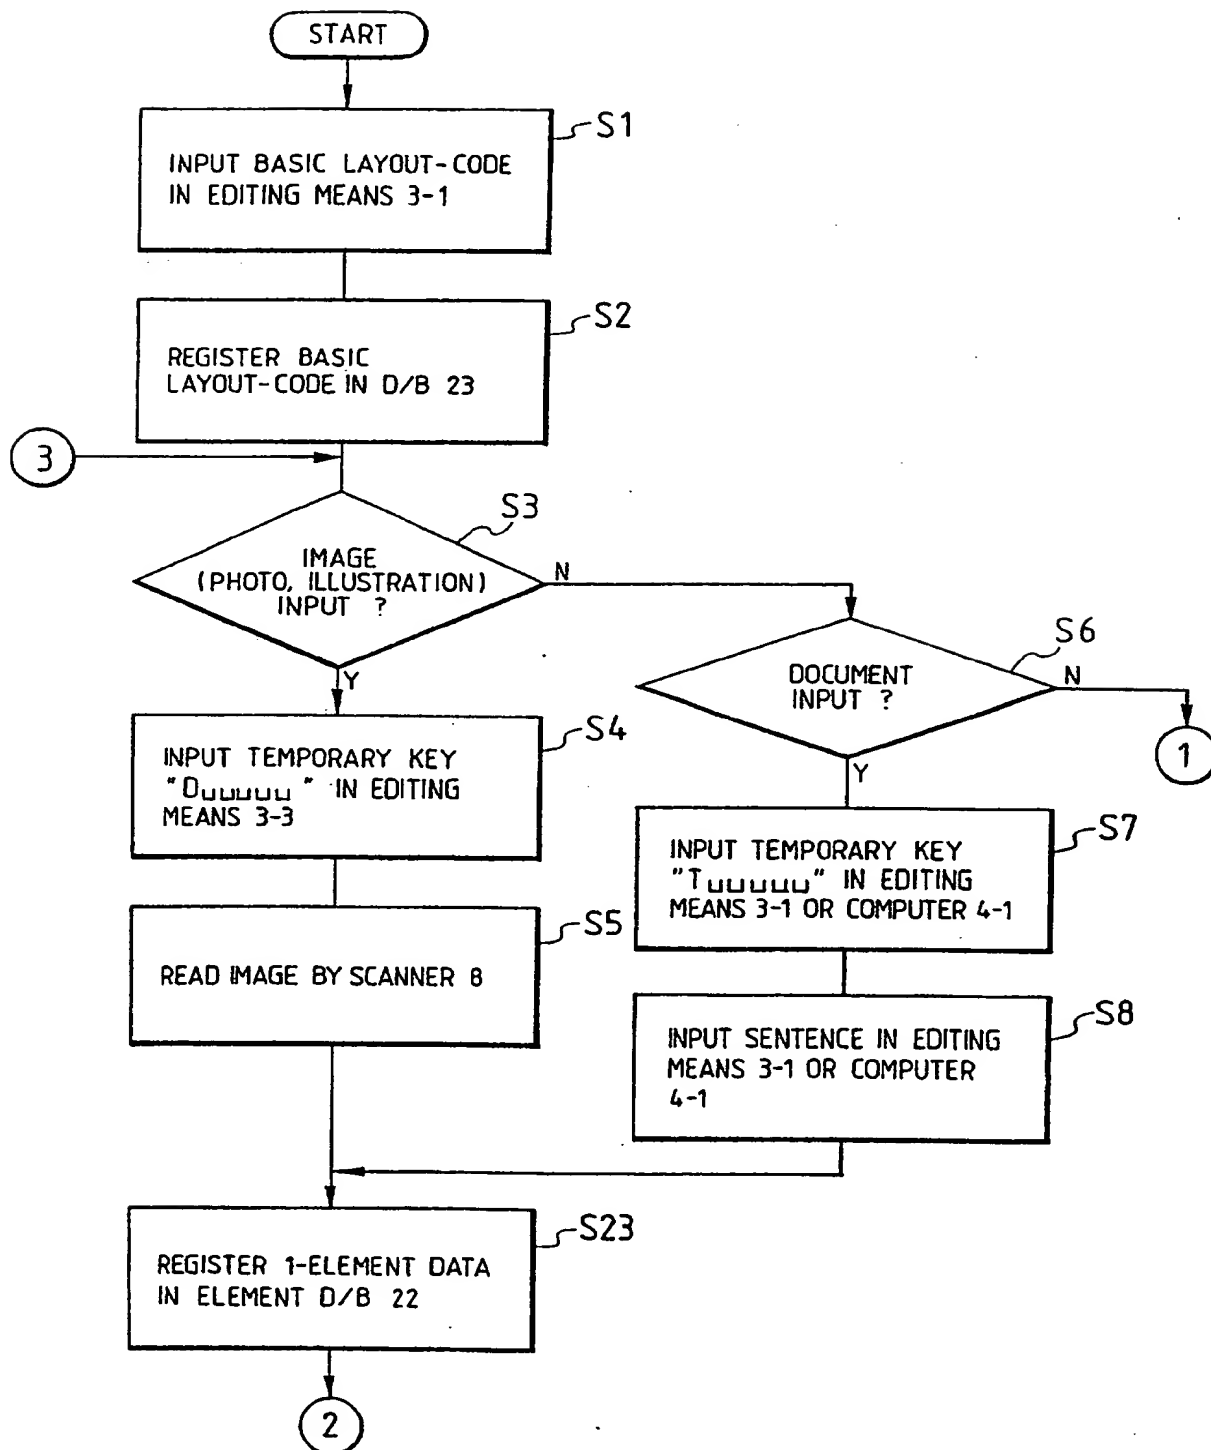 START
S1
INPUT BASIC LAYOUT-CODE
IN EDITING MEANS 3-1
S2
REGISTER BASIC
LAYOUT-CODE IN D/B 23
3
S3
IMAGE
(PHOTO, ILLUSTRATION)
INPUT ?
N
Y
S6
DOCUMENT
INPUT ?
N
Y
1
S4
INPUT TEMPORARY KEY
"D␣␣␣␣␣" IN EDITING
MEANS 3-3
S7
INPUT TEMPORARY KEY
"T␣␣␣␣␣" IN EDITING
MEANS 3-1 OR COMPUTER 4-1
S5
READ IMAGE BY SCANNER 8
S8
INPUT SENTENCE IN EDITING
MEANS 3-1 OR COMPUTER
4-1
S23
REGISTER 1-ELEMENT DATA
IN ELEMENT D/B 22
2